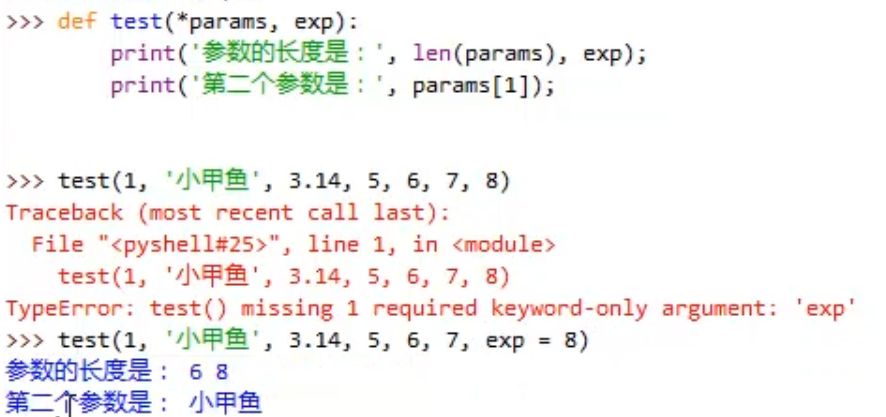 >>> def test(*params, exp):
        print('参数的长度是：', len(params), exp);
        print('第二个参数是：', params[1]);
>>> test(1, '小甲鱼', 3.14, 5, 6, 7, 8)
Traceback (most recent call last):
  File "<pyshell#25>", line 1, in <module>
    test(1, '小甲鱼', 3.14, 5, 6, 7, 8)
TypeError: test() missing 1 required keyword-only argument: 'exp'
>>> test(1, '小甲鱼', 3.14, 5, 6, 7, exp = 8)
参数的长度是： 6 8
第二个参数是： 小甲鱼